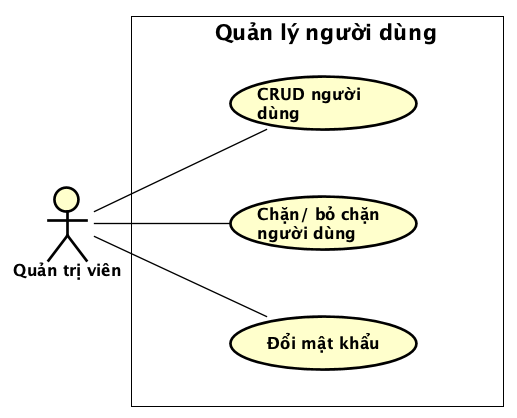 Quản lý người dùng
CRUD người
dùng
Chặn/ bỏ chặn
người dùng
Quản trị viên
Đổi mật khẩu